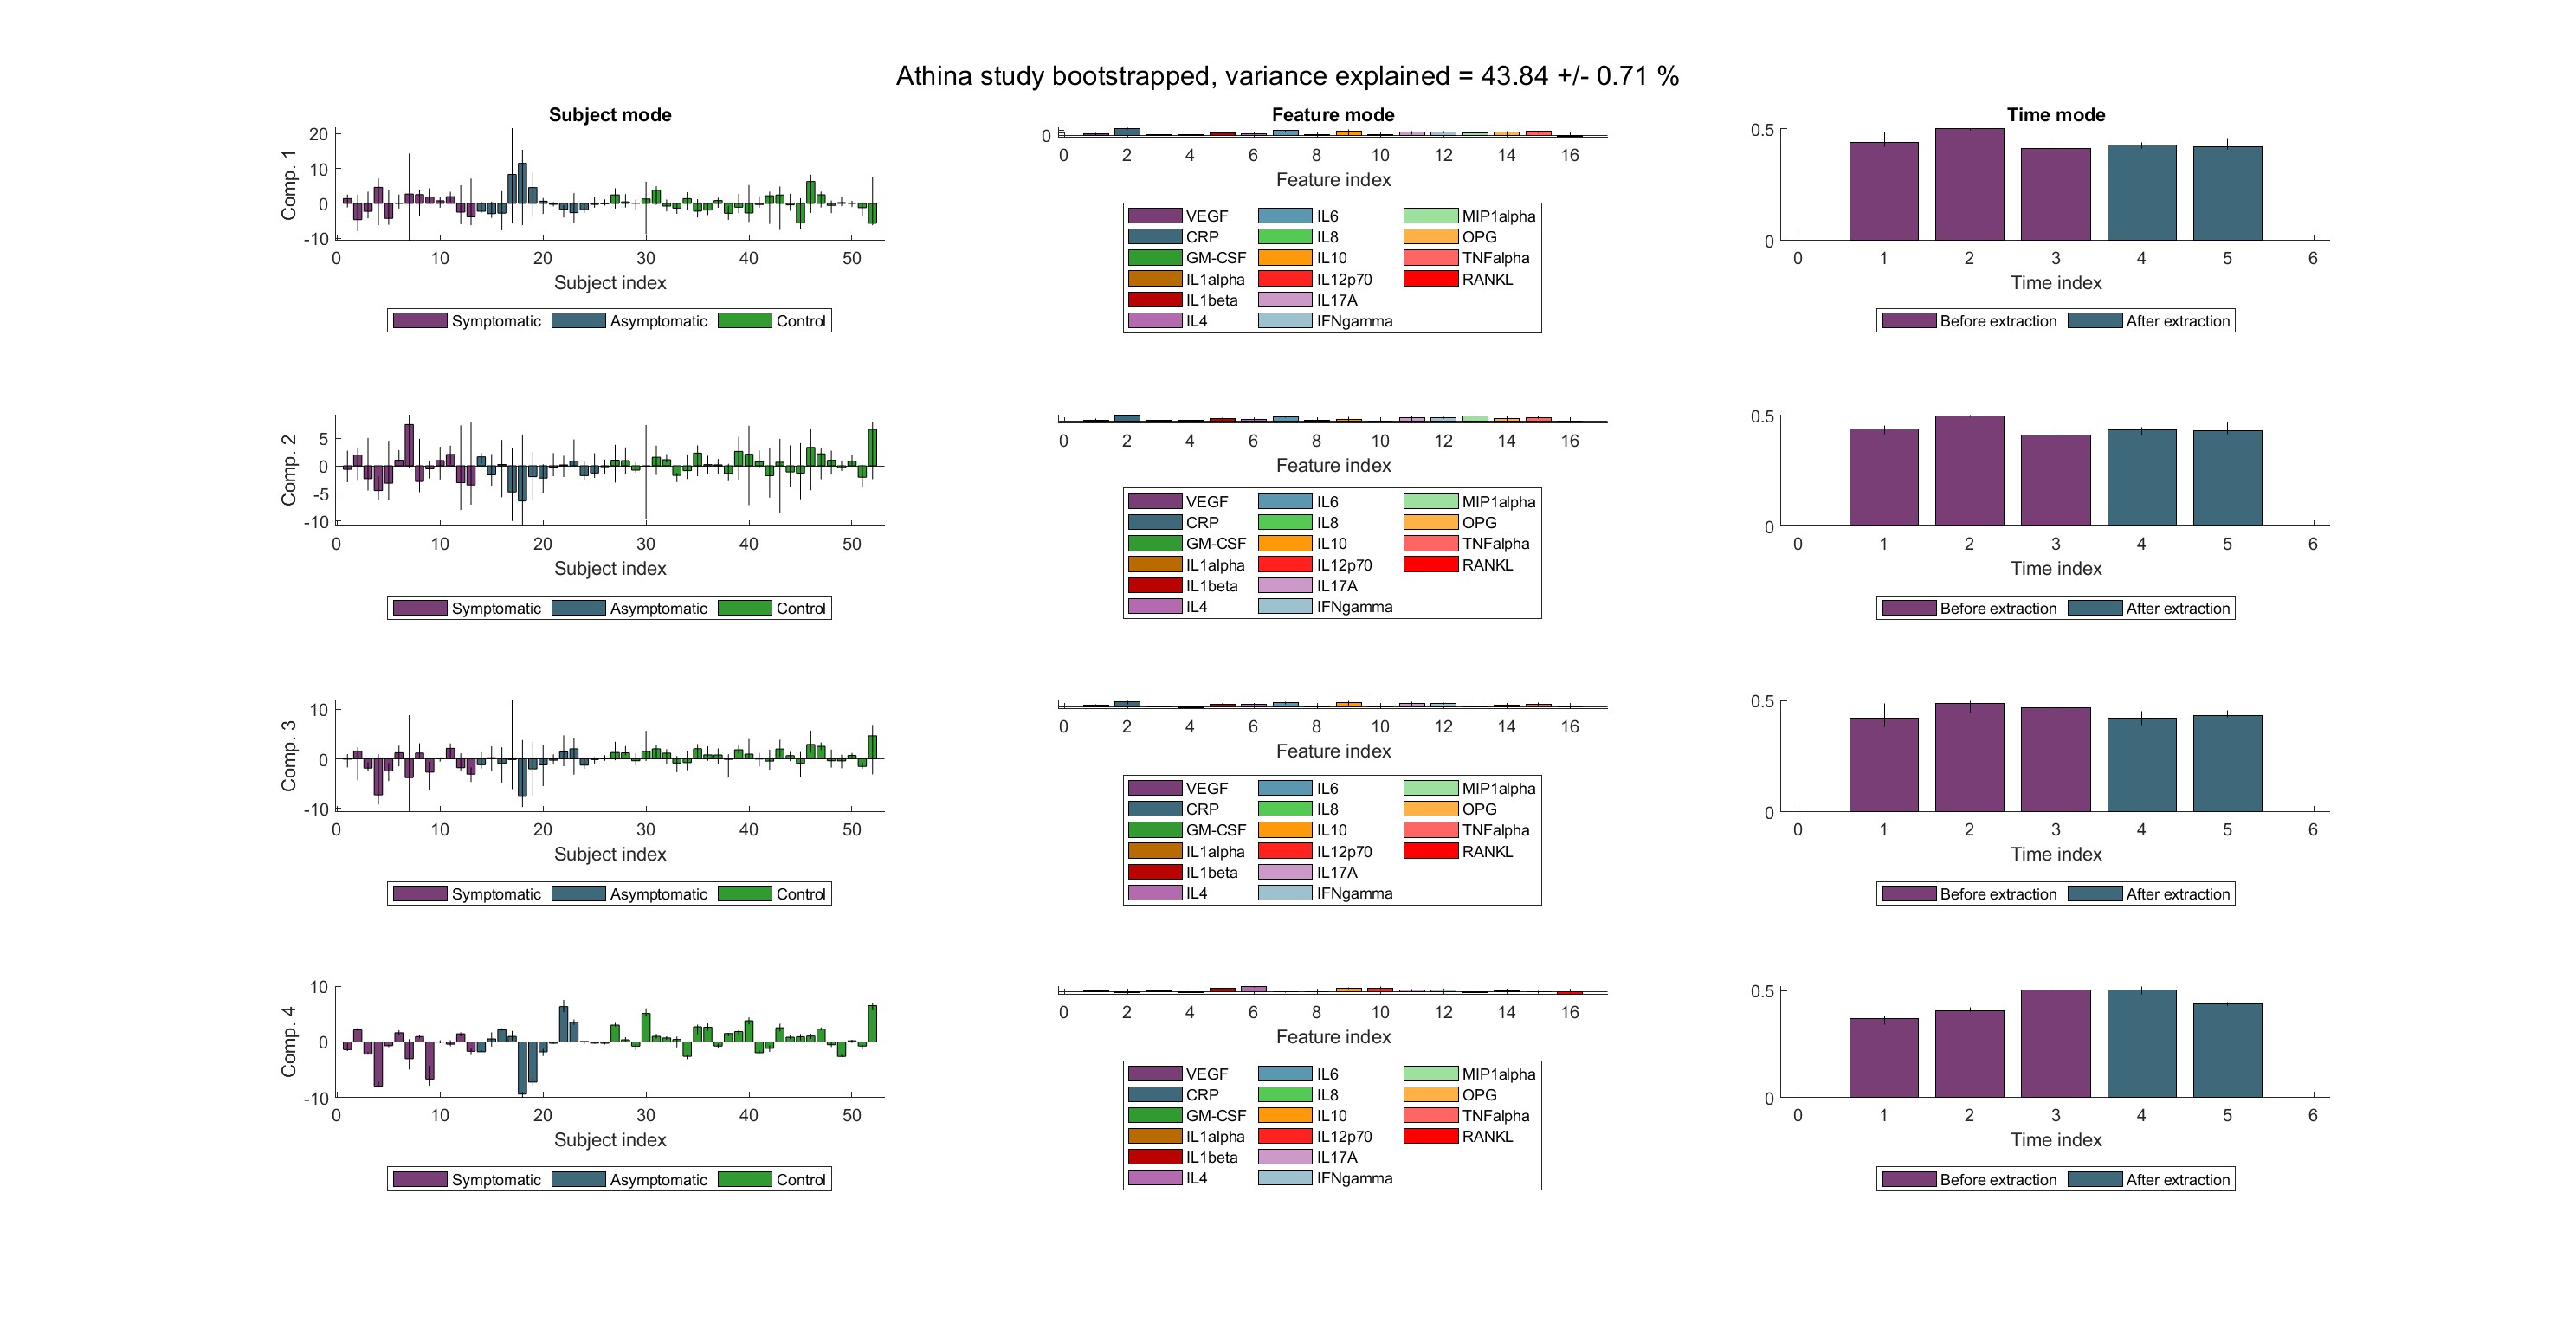 Athina study bootstrapped, variance explained = 43.84 +/- 0.71 %
Subject mode
Feature mode
Time mode
Comp. 1
20
10
0
-10
0 10 20 30 40 50
Subject index
Symptomatic Asymptomatic Control
0
0 2 4 6 8 10 12 14 16
Feature index
VEGF IL6 MIP1alpha
CRP IL8 OPG
GM-CSF IL10 TNFalpha
IL1alpha IL12p70 RANKL
IL1beta IL17A
IL4 IFNgamma
0.5
0
0 1 2 3 4 5 6
Time index
Before extraction After extraction
Comp. 2
5
0
-5
-10
0 10 20 30 40 50
Subject index
Symptomatic Asymptomatic Control
0 2 4 6 8 10 12 14 16
Feature index
VEGF IL6 MIP1alpha
CRP IL8 OPG
GM-CSF IL10 TNFalpha
IL1alpha IL12p70 RANKL
IL1beta IL17A
IL4 IFNgamma
0.5
0
0 1 2 3 4 5 6
Time index
Before extraction After extraction
Comp. 3
10
0
-10
0 10 20 30 40 50
Subject index
Symptomatic Asymptomatic Control
0 2 4 6 8 10 12 14 16
Feature index
VEGF IL6 MIP1alpha
CRP IL8 OPG
GM-CSF IL10 TNFalpha
IL1alpha IL12p70 RANKL
IL1beta IL17A
IL4 IFNgamma
0.5
0
0 1 2 3 4 5 6
Time index
Before extraction After extraction
Comp. 4
10
0
-10
0 10 20 30 40 50
Subject index
Symptomatic Asymptomatic Control
0 2 4 6 8 10 12 14 16
Feature index
VEGF IL6 MIP1alpha
CRP IL8 OPG
GM-CSF IL10 TNFalpha
IL1alpha IL12p70 RANKL
IL1beta IL17A
IL4 IFNgamma
0.5
0
0 1 2 3 4 5 6
Time index
Before extraction After extraction